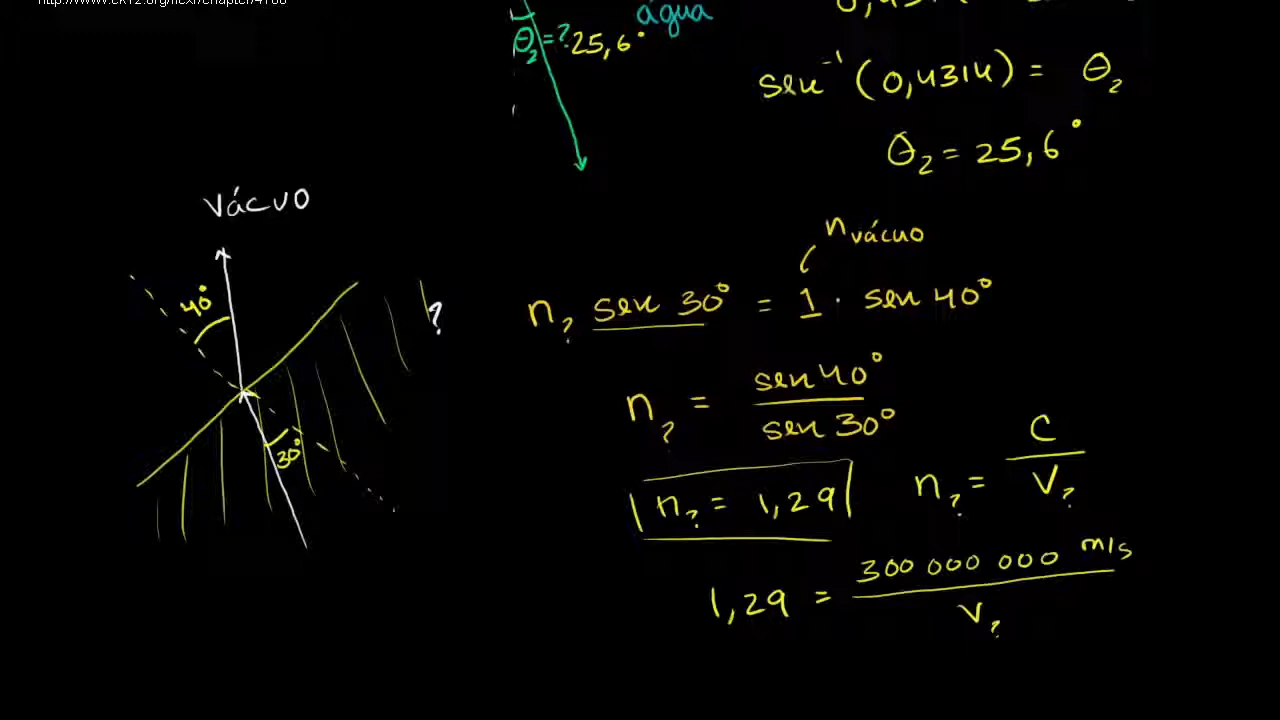 água
θ₂=? 25,6°
sen⁻¹(0,4314) = θ₂
θ₂ = 25,6°
vácuo
40°
30°
?
n vácuo
n? sen 30° = 1 · sen 40°
n? = sen 40° / sen 30°
n? = 1,29
n? = C / V?
1,29 = 300 000 000 m/s / V?